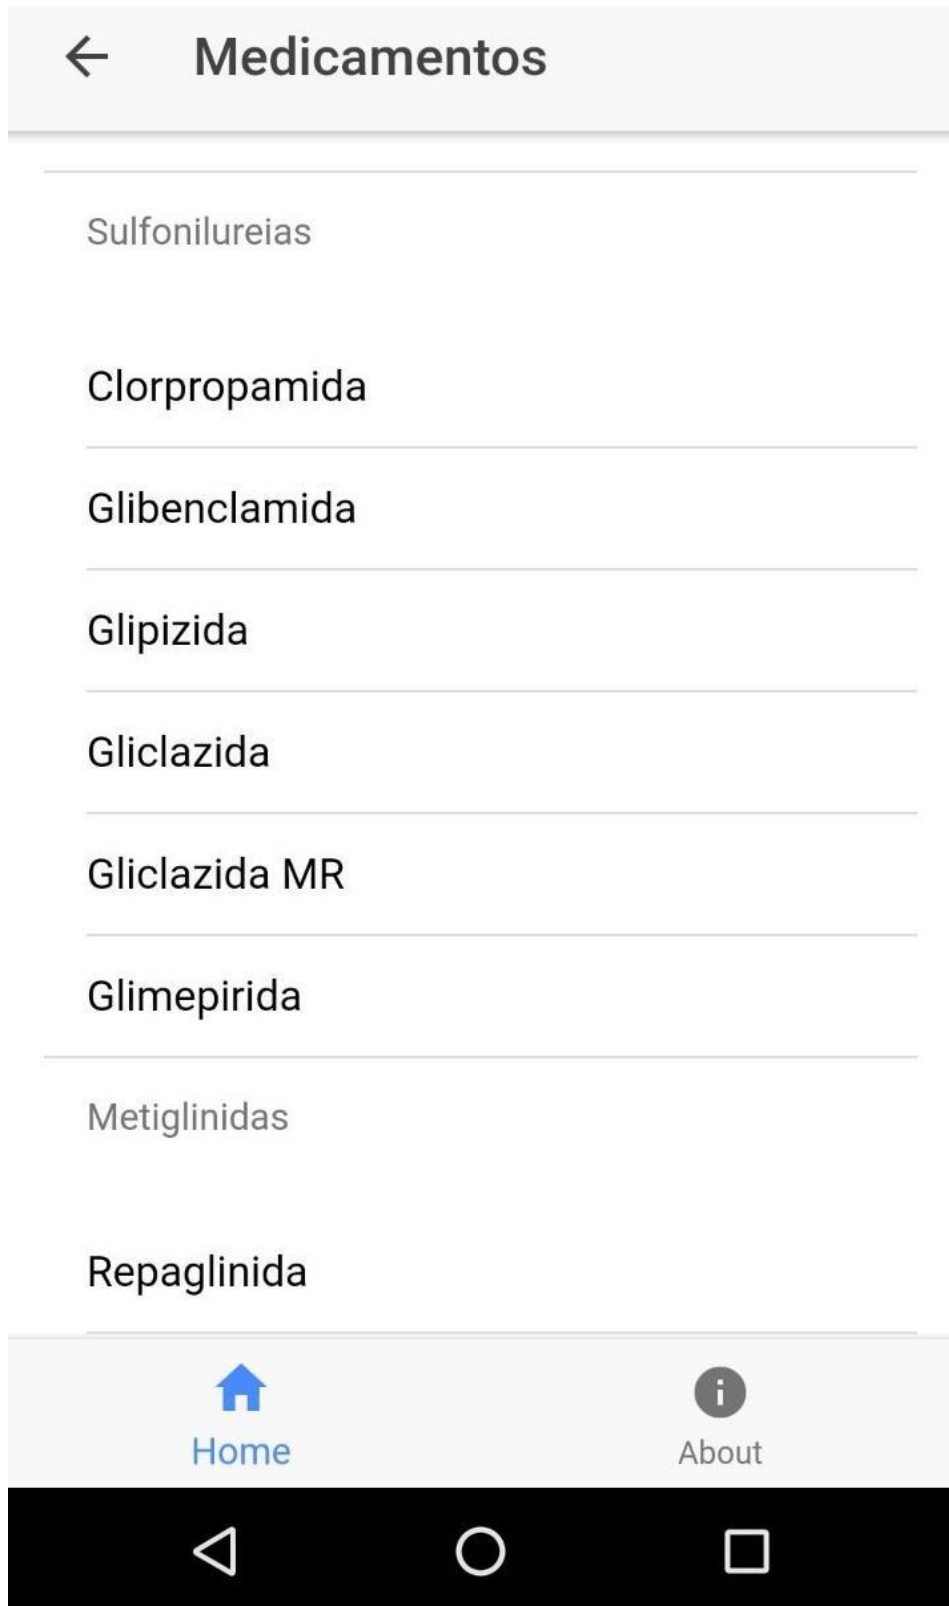 Medicamentos
Sulfonilureias
Clorpropamida
Glibenclamida
Glipizida
Gliclazida
Gliclazida MR
Glimepirida
Metiglinidas
Repaglinida
Home
About